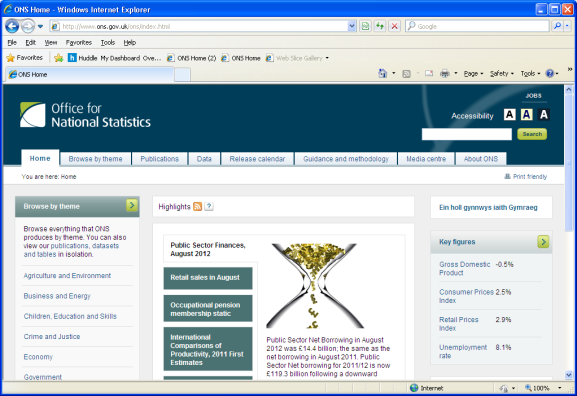 ONS Home - Windows Internet Explorer
http://www.ons.gov.uk/ons/index.html
Google
File Edit View Favorites Tools Help
Favorites Huddle My Dashboard Ove... ONS Home (2) ONS Home Web Slice Gallery
ONS Home
Page Safety Tools
JOBS
Office for
National Statistics
Accessibility A A A
Search
Home Browse by theme Publications Data Release calendar Guidance and methodology Media centre About ONS
You are here: Home
Print friendly
Browse by theme
Browse everything that ONS
produces by theme. You can also
view our publications, datasets
and tables in isolation.
Agriculture and Environment
Business and Energy
Children, Education and Skills
Crime and Justice
Economy
Government
Highlights ?
Public Sector Finances,
August 2012
Retail sales in August
Occupational pension
membership static
International
Comparisons of
Productivity, 2011 First
Estimates
Public Sector Net Borrowing in August
2012 was £14.4 billion; the same as the
net borrowing in August 2011. Public
Sector Net borrowing for 2011/12 is now
£119.3 billion following a downward
Ein holl gynnwys iaith Gymraeg
Key figures
Gross Domestic -0.5%
Product
Consumer Prices 2.5%
Index
Retail Prices 2.9%
Index
Unemployment 8.1%
rate
Internet
100%